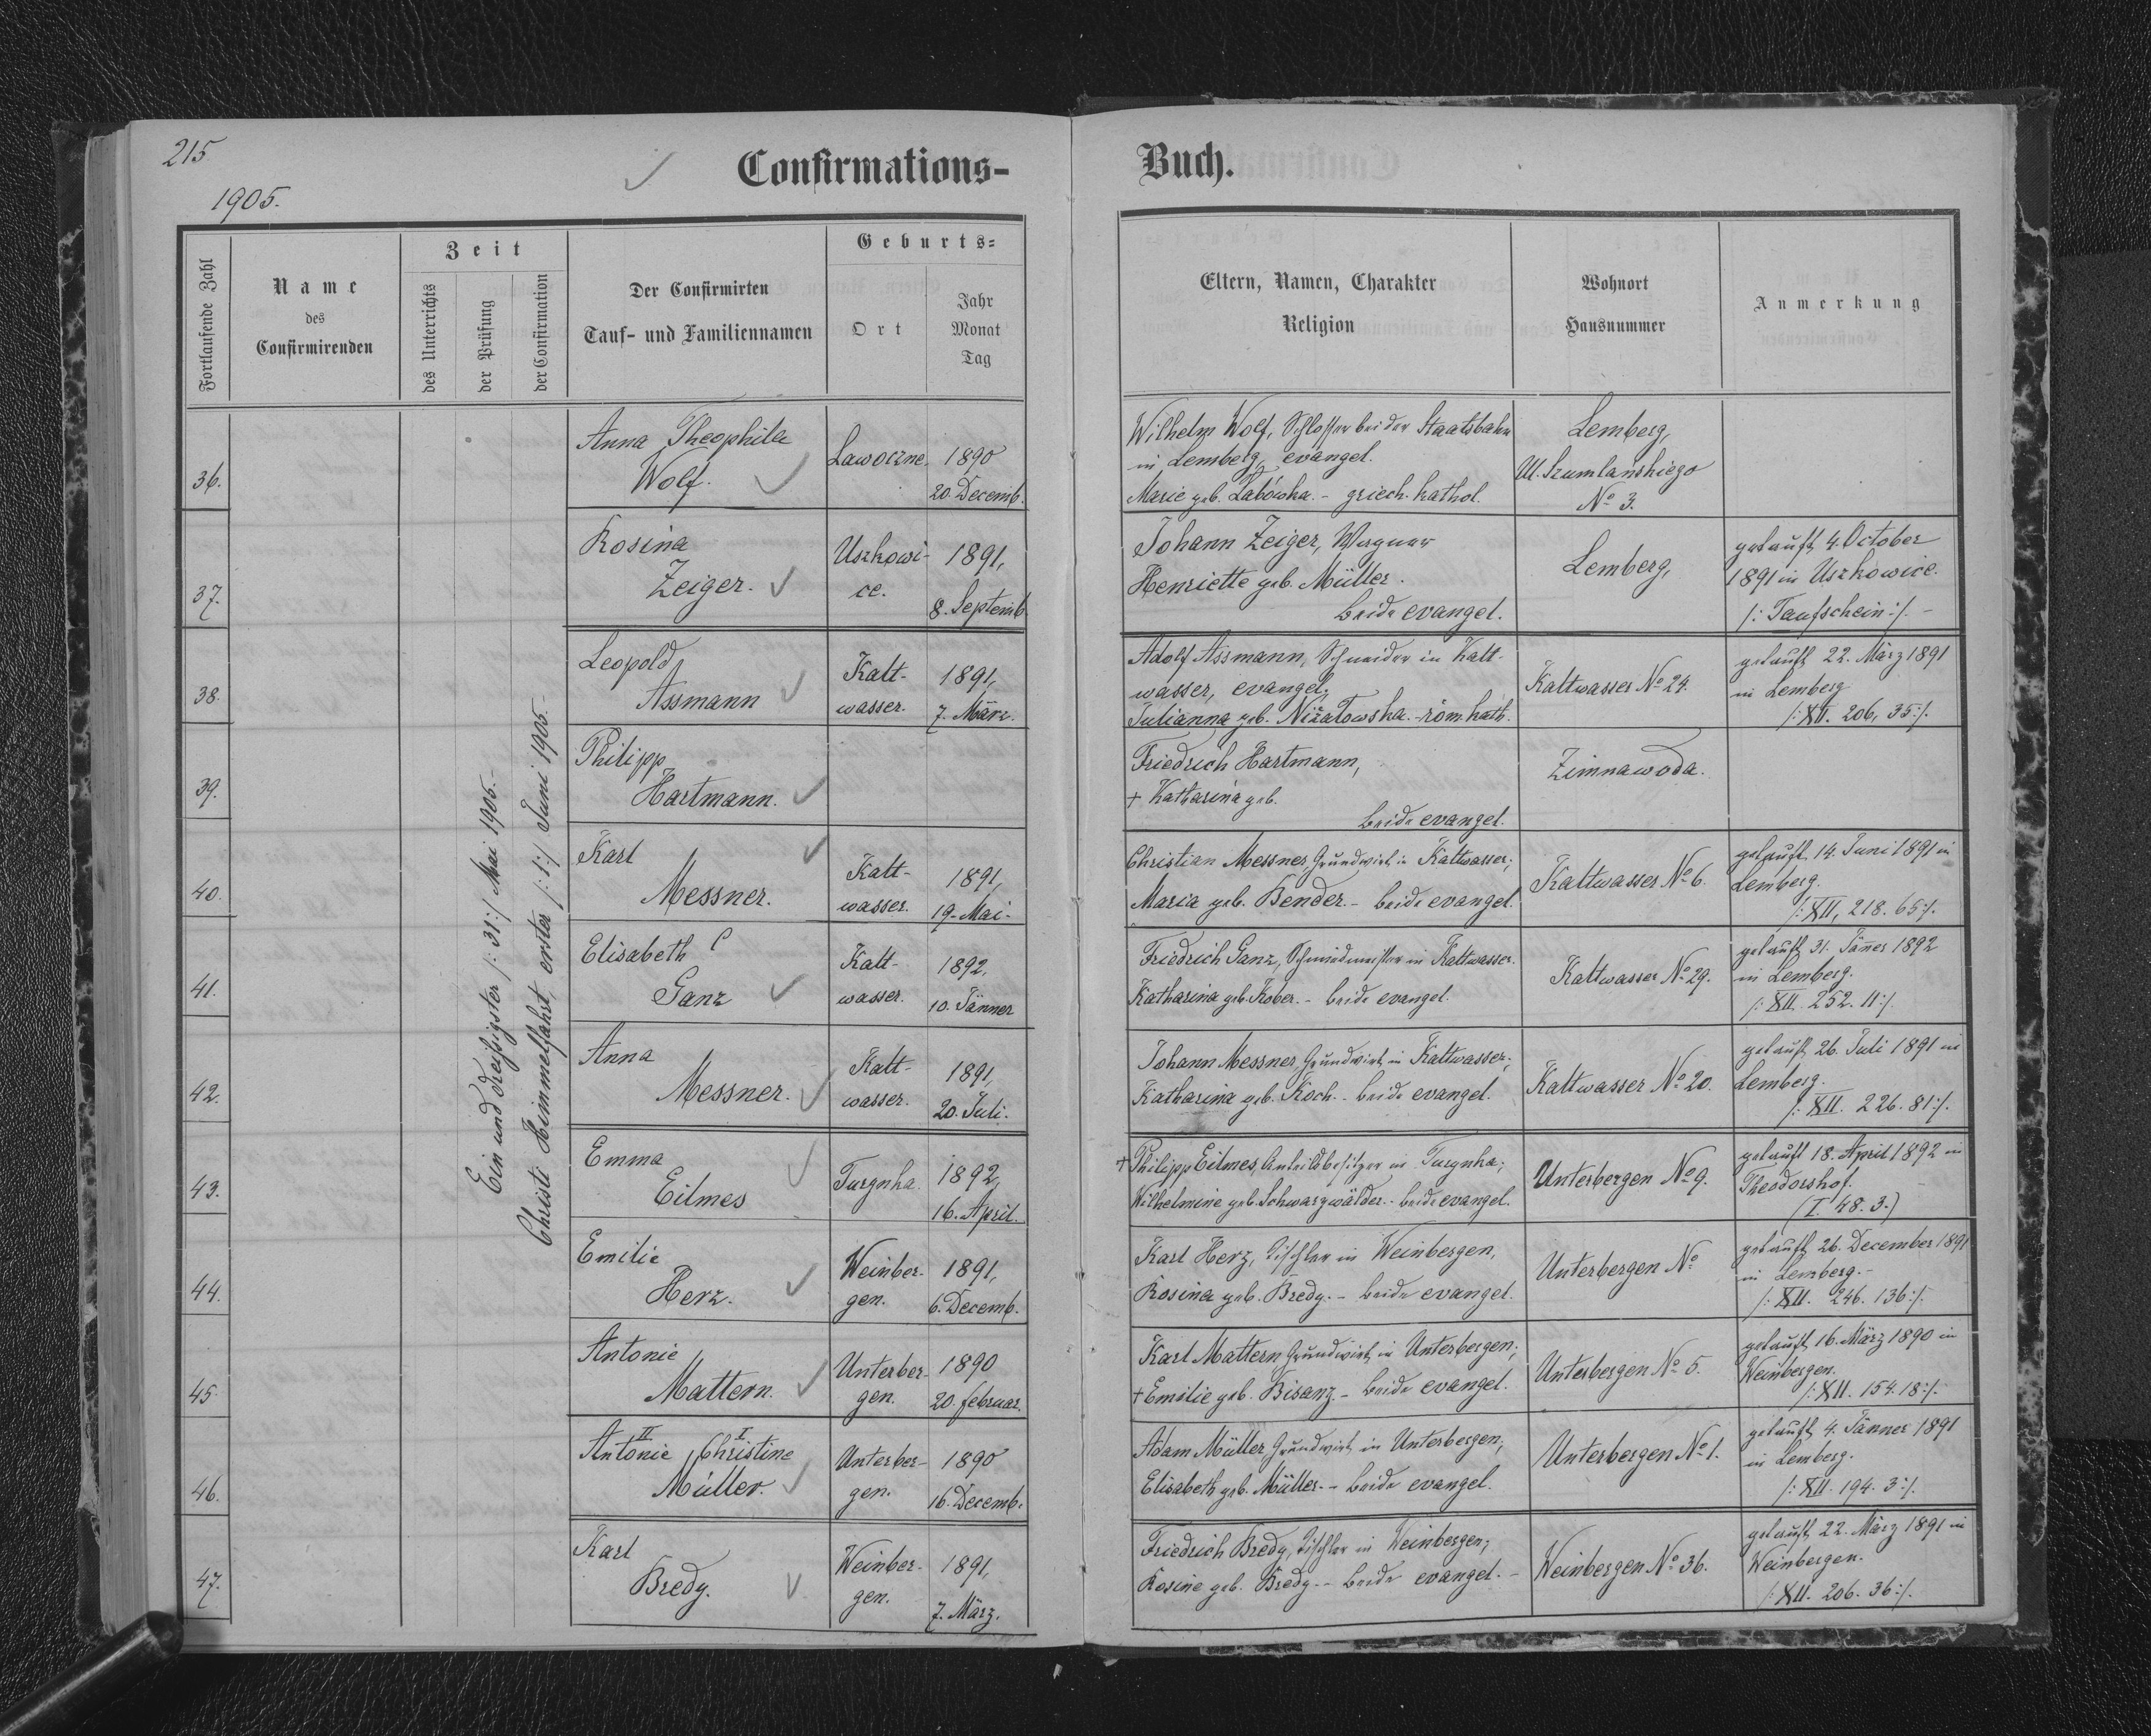 215
1905.
Confirmations-
Buch.
Fortlaufende Zahl
Name
des
Confirmirenden
Zeit
des Unterrichts
der Prüfung
der Confirmation
Der Confirmirten
Tauf- und Familiennamen
Geburts=
Ort
Jahr
Monat
Tag
Eltern, Namen, Charakter
Religion
Wohnort
Hausnummer
Anmerkung
Ein und dreißigster /:31:/ Mai 1905.-
Christi Himmelfahrt, erster /:1:/ Juni 1905.
36.
Anna Theophila
Wolf.
Lawoczne.
1890
20. Decemb.
Wilhelm Wolf, Schlosser bei der Staatsbahn
in Lemberg, evangel.
Marie geb. Labówka.- griech. kathol.
Lemberg,
Ul. Szumlanskiego
No 3.
37.
Rosina
Zeiger.
Uszkowi-
ce.
1891,
8. Septemb.
Johann Zeiger, Wagner
Henriette geb. Müller.
beide evangel.
Lemberg,
getauft 4. October
1891 in Uszkowice.
/:Taufschein:/.-
38.
Leopold
Assmann
Kalt-
wasser.
1891,
7. März.
Adolf Assmann, Schneider in Kalt-
wasser, evangel.
Julianna geb. Niżałowska.-röm. kath.
Kaltwasser No 24.
getauft 22. März 1891
in Lemberg
/:XII. 206, 35:/.
39.
Philipp
Hartmann.
Friedrich Hartmann,
+ Katharina geb.
beide evangel.
Zimnawoda.
40.
Karl
Messner.
Kalt-
wasser.
1891,
19. Mai.
Christian Messner, Grundwirt in Kaltwasser;
Maria geb. Bender.- beide evangel.
Kaltwasser No 6.
getauft 14. Juni 1891 in
Lemberg.
/:XII, 218. 65:/.
41.
Elisabeth
Ganz
Kalt-
wasser.
1892,
10. Jänner
Friedrich Ganz, Schmiedmeister in Kaltwasser.
Katharina geb. Kober.- beide evangel.
Kaltwasser No 29.
getauft 31. Jänner 1892
in Lemberg.
/:XII. 252. 11:/.
42.
Anna
Messner.
Kalt-
wasser.
1891,
20. Juli.
Johann Messner, Grundwirt in Kaltwasser;
Katharina geb. Koch.- beide evangel.
Kaltwasser No 20.
getauft 26. Juli 1891 in
Lemberg.
/:XII. 226. 81:/.
43.
Emma
Eilmes
Turynka.
1892,
16. April.
+ Philipp Eilmes, Anteilbesitzer in Turynka;
Wilhelmine geb. Schwarzwälder.- beide evangel.
Unterbergen No 9.
getauft 18. April 1892 in
Theodorshof.
(I. 48. 3.)
44.
Emilie
Herz.
Weinber-
gen.
1891,
6. Decemb.
Karl Herz, Tischler in Weinbergen,
Rosina geb. Bredy.- beide evangel.
Unterbergen No
getauft 26. December 1891
in Lemberg.-
/:XII. 246. 136:/.
45.
Antonie
Mattern.
Unterber-
gen.
1890
20. februar.
Karl Mattern, Grundwirt in Unterbergen;
+ Emilie geb. Bisanz.- beide evangel.
Unterbergen No 5.
getauft 16. März 1890 in
Weinbergen.
/:XII. 154. 18:/.
46.
II I
Antonie Christine
Müller.
Unterber-
gen.
1890
16. Decemb.
Adam Müller, Grundwirt in Unterbergen;
Elisabeth geb. Müller.- beide evangel.
Unterbergen No 1.
getauft 4. Jänner 1891
in Lemberg.
/:XII. 194. 3:/.
47.
Karl
Bredy.
Weinber-
gen.
1891,
7. März.
Friedrich Bredy, Tischler in Weinbergen;
Rosine geb. Bredy.- beide evangel.-
Weinbergen No 36.
getauft 22. März 1891 in
Weinbergen.
/:XII. 206. 36:/.